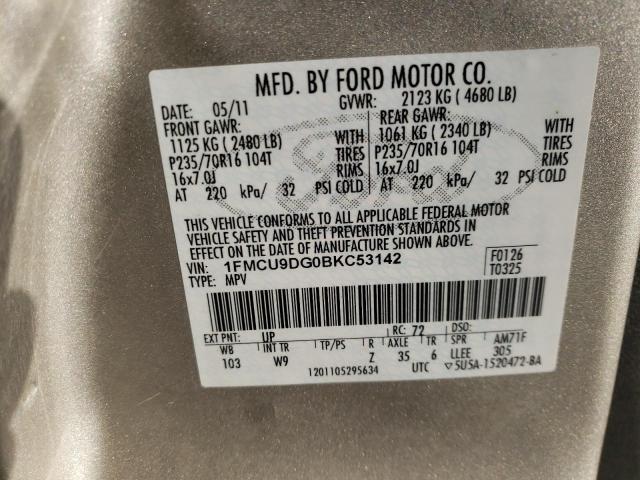 MFD. BY FORD MOTOR CO.
DATE: 05/11 GVWR: 2123 KG ( 4680 LB)
FRONT GAWR: REAR GAWR:
1125 KG ( 2480 LB) WITH 1061 KG ( 2340 LB) WITH
P235/70R16 104T TIRES P235/70R16 104T TIRES
16x7.0J RIMS 16x7.0J RIMS
AT 220 kPa/ 32 PSI COLD AT 220 kPa/ 32 PSI COLD
Ford
THIS VEHICLE CONFORMS TO ALL APPLICABLE FEDERAL MOTOR
VEHICLE SAFETY AND THEFT PREVENTION STANDARDS IN
EFFECT ON THE DATE OF MANUFACTURE SHOWN ABOVE.
VIN: 1FMCU9DG0BKC53142 F0126
TYPE: MPV T0325
EXT PNT: UP RC: 72 DSO:
WB INT TR TP/PS R AXLE TR SPR AM71F
103 W9 Z 35 6 LLEE 305
1201105295634 UTC ▽5U5A-1520472-BA